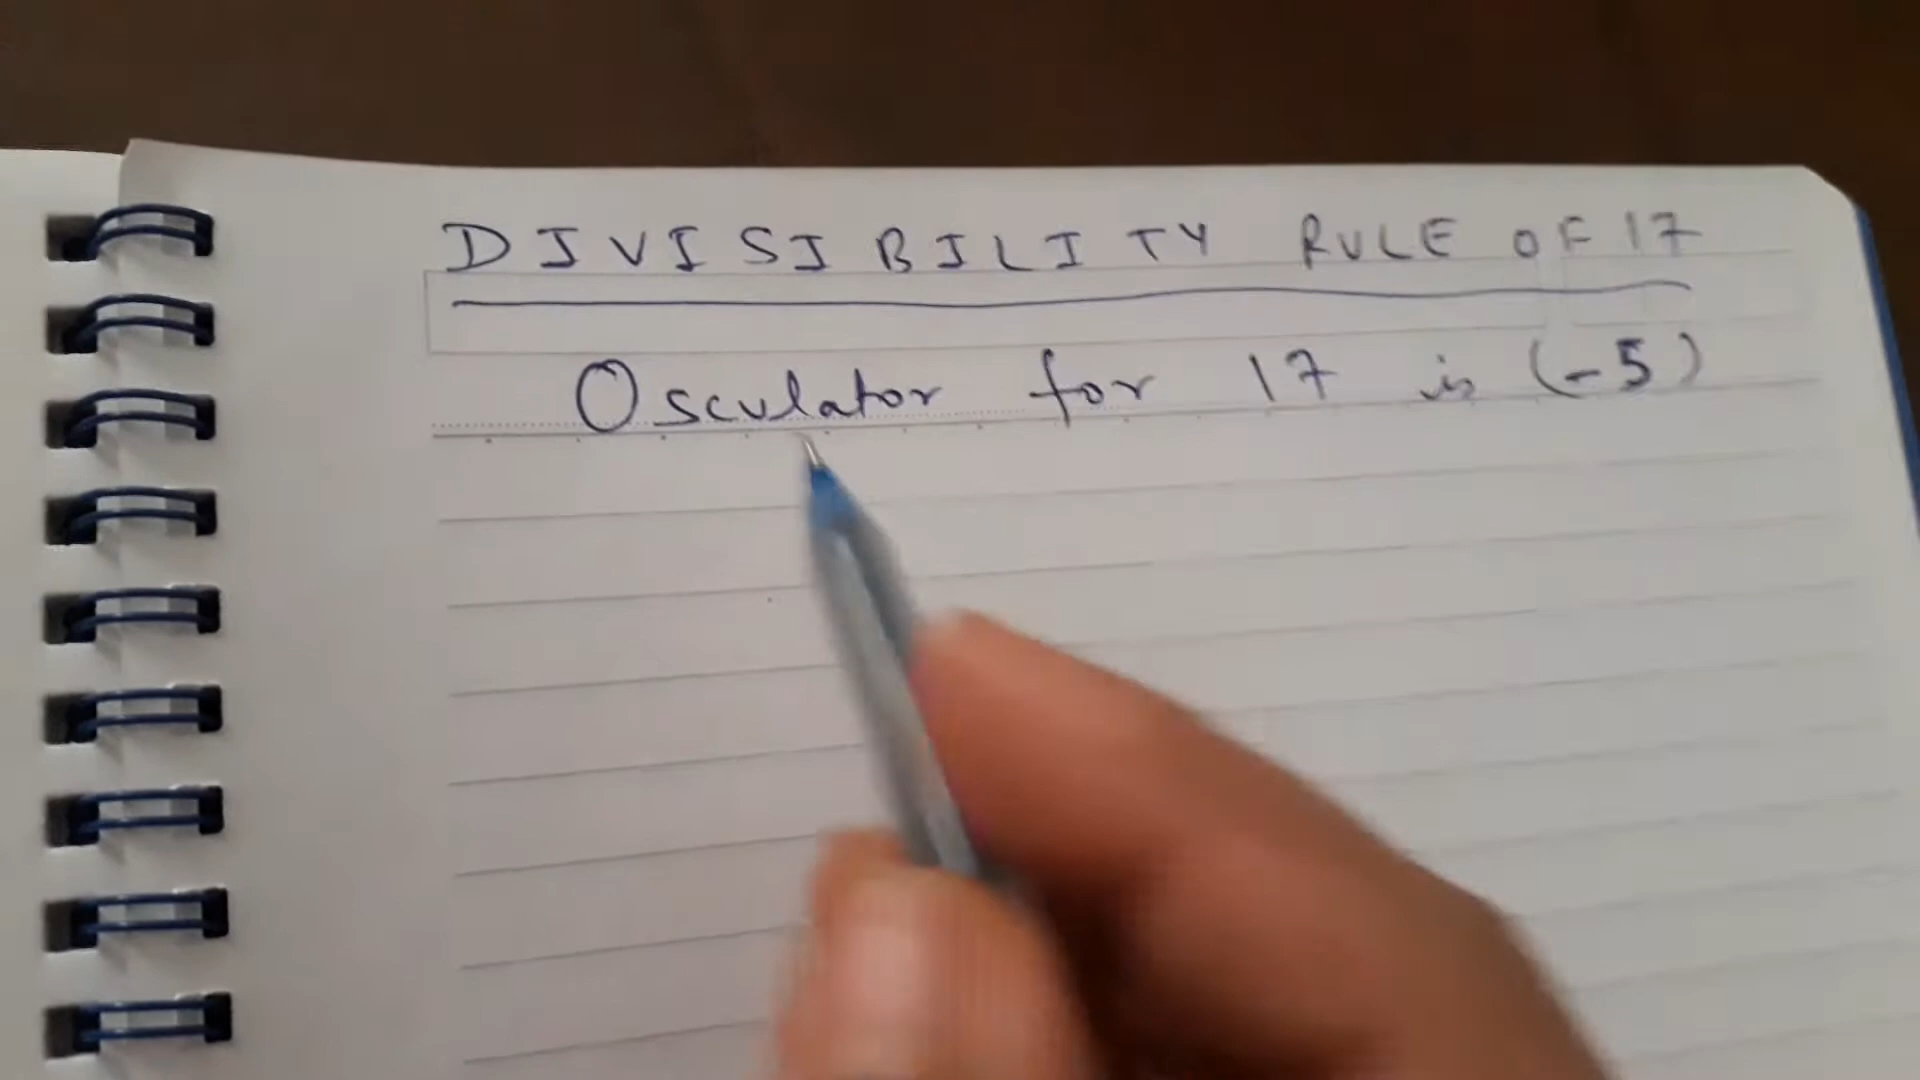 DIVISIBILITY RULE OF 17
Osculator for 17 is (-5)